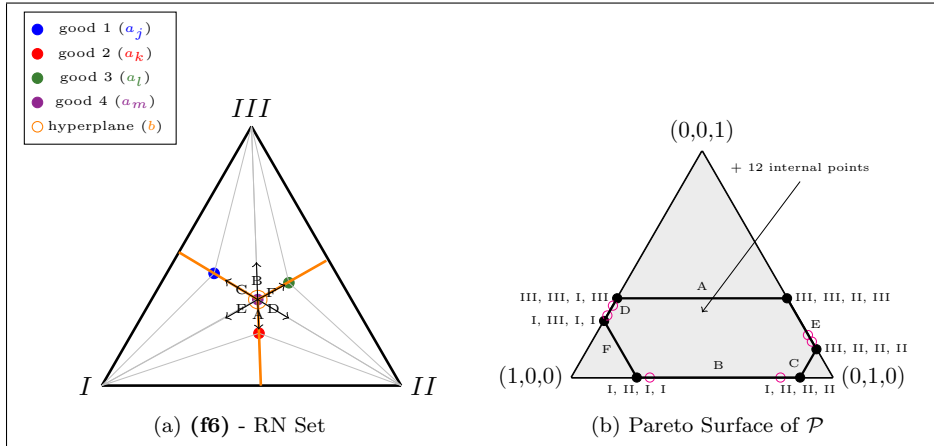 good 1 (a_j)
good 2 (a_k)
good 3 (a_l)
good 4 (a_m)
hyperplane (b)
III
B
C
F
E
D
A
I
II
(a) (f6) - RN Set
(0,0,1)
+ 12 internal points
A
III, III, I, III
III, III, II, III
D
I, III, I, I
E
F
III, II, II, II
B
C
(1,0,0)
(0,1,0)
I, II, I, I
I, II, II, II
(b) Pareto Surface of 𝒫